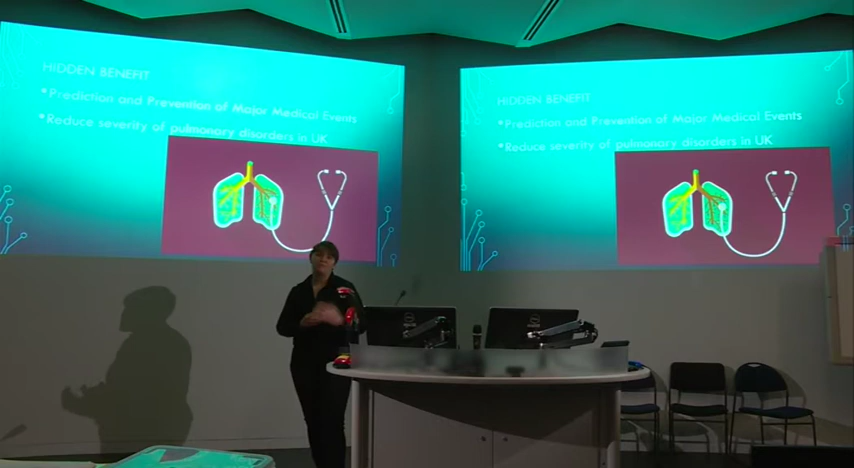 HIDDEN BENEFIT
•Prediction and Prevention of Major Medical Events
•Reduce severity of pulmonary disorders in UK
HIDDEN BENEFIT
•Prediction and Prevention of Major Medical Events
•Reduce severity of pulmonary disorders in UK